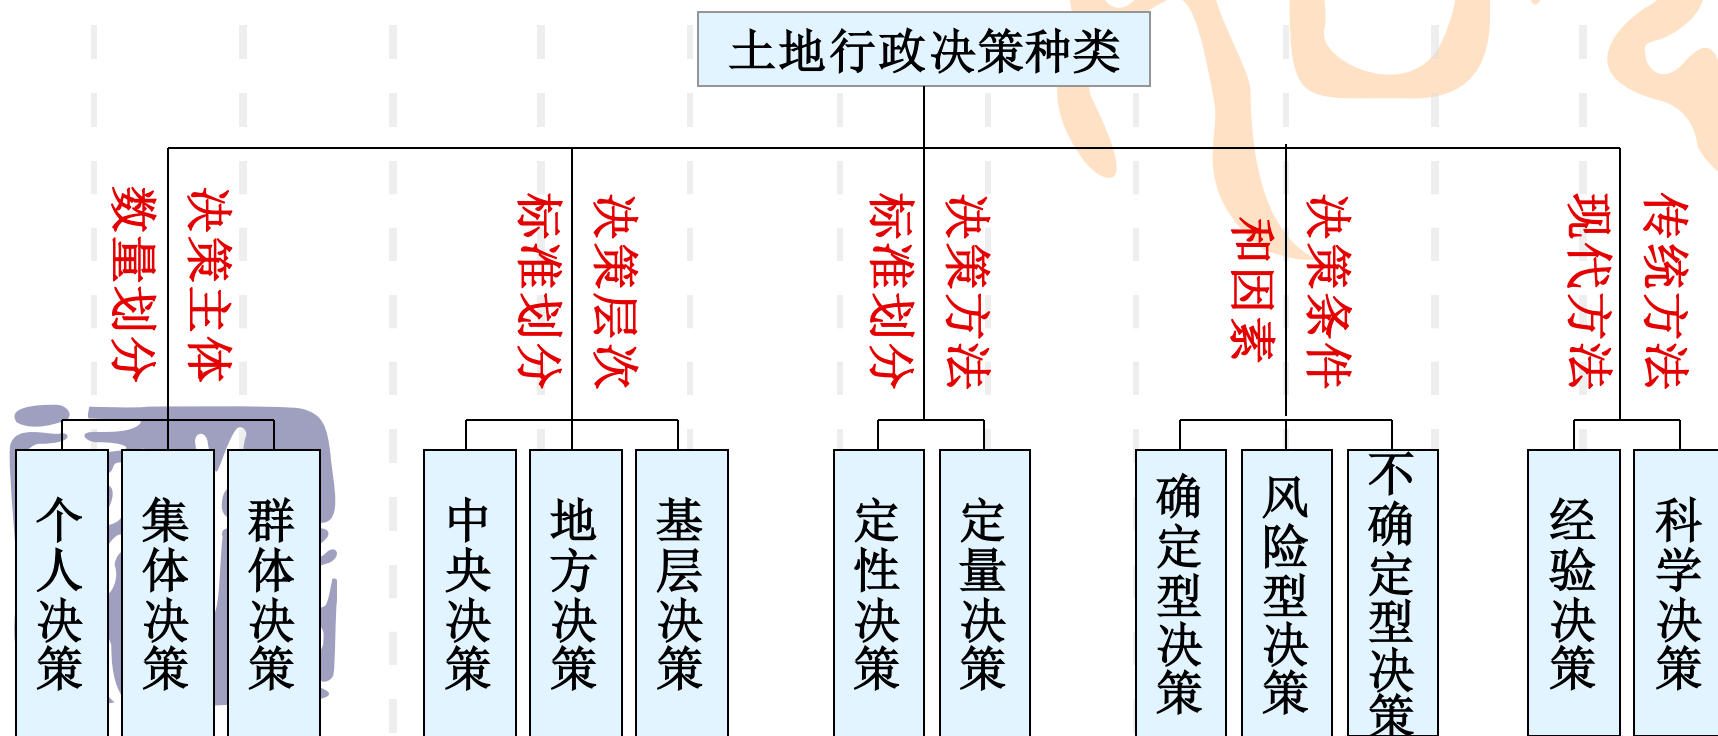 土地行政决策种类
决策主体
数量划分
决策层次
标准划分
决策方法
标准划分
决策条件
和因素
传统方法
现代方法
个人决策
集体决策
群体决策
中央决策
地方决策
基层决策
定性决策
定量决策
确定型决策
风险型决策
不确定型决策
经验决策
科学决策